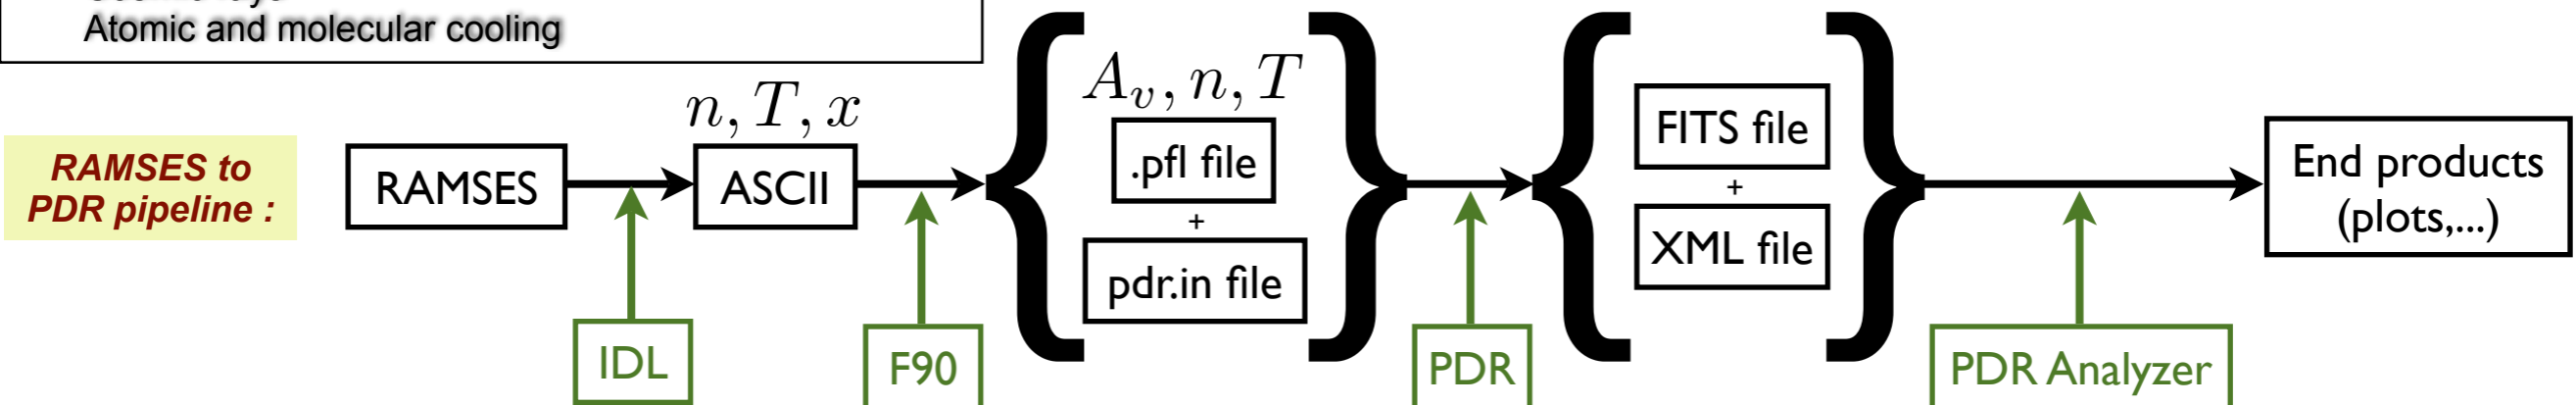 Atomic and molecular cooling
RAMSES to
PDR pipeline :
RAMSES
n, T, x
ASCII
A_v, n, T
.pfl file
+
pdr.in file
FITS file
+
XML file
End products
(plots,...)
IDL
F90
PDR
PDR Analyzer